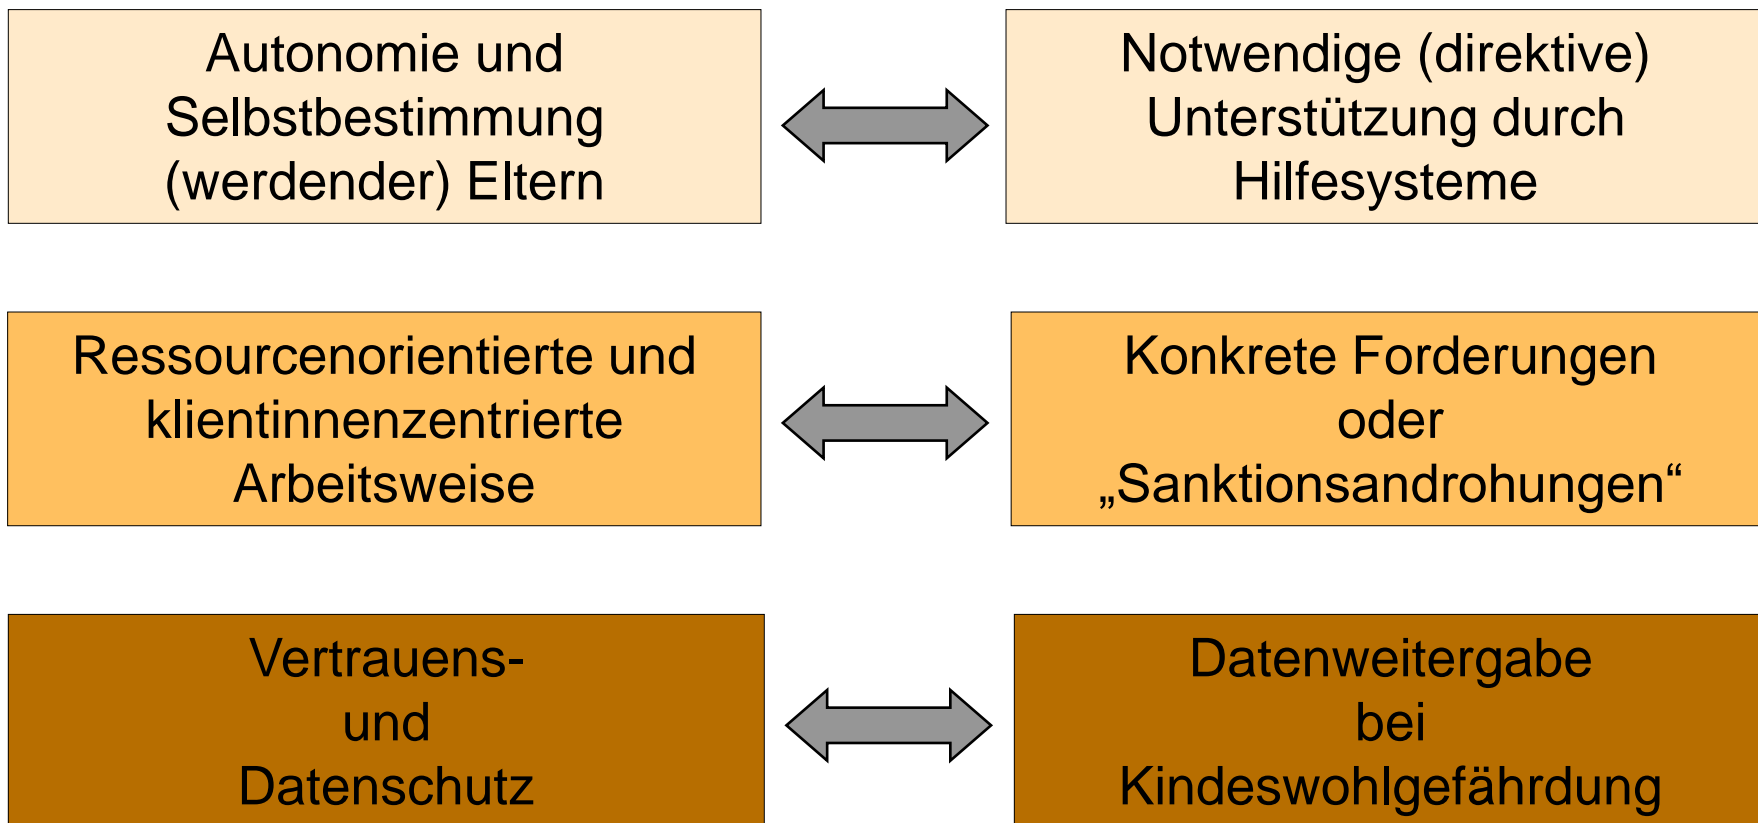 Autonomie und
Selbstbestimmung
(werdender) Eltern
Notwendige (direktive)
Unterstützung durch
Hilfesysteme
Ressourcenorientierte und
klientinnenzentrierte
Arbeitsweise
Konkrete Forderungen
oder
„Sanktionsandrohungen“
Vertrauens-
und
Datenschutz
Datenweitergabe
bei
Kindeswohlgefährdung